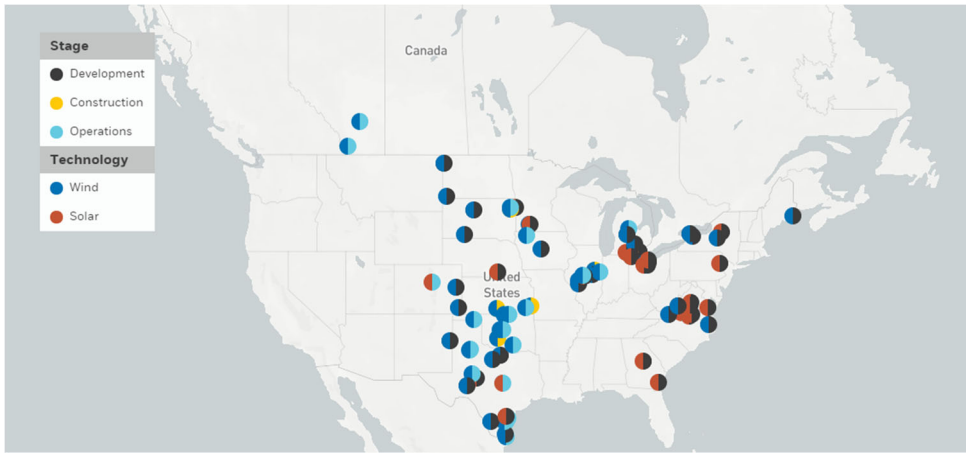 Canada
Stage
Development
Construction
Operations
Technology
Wind
Solar
United
States